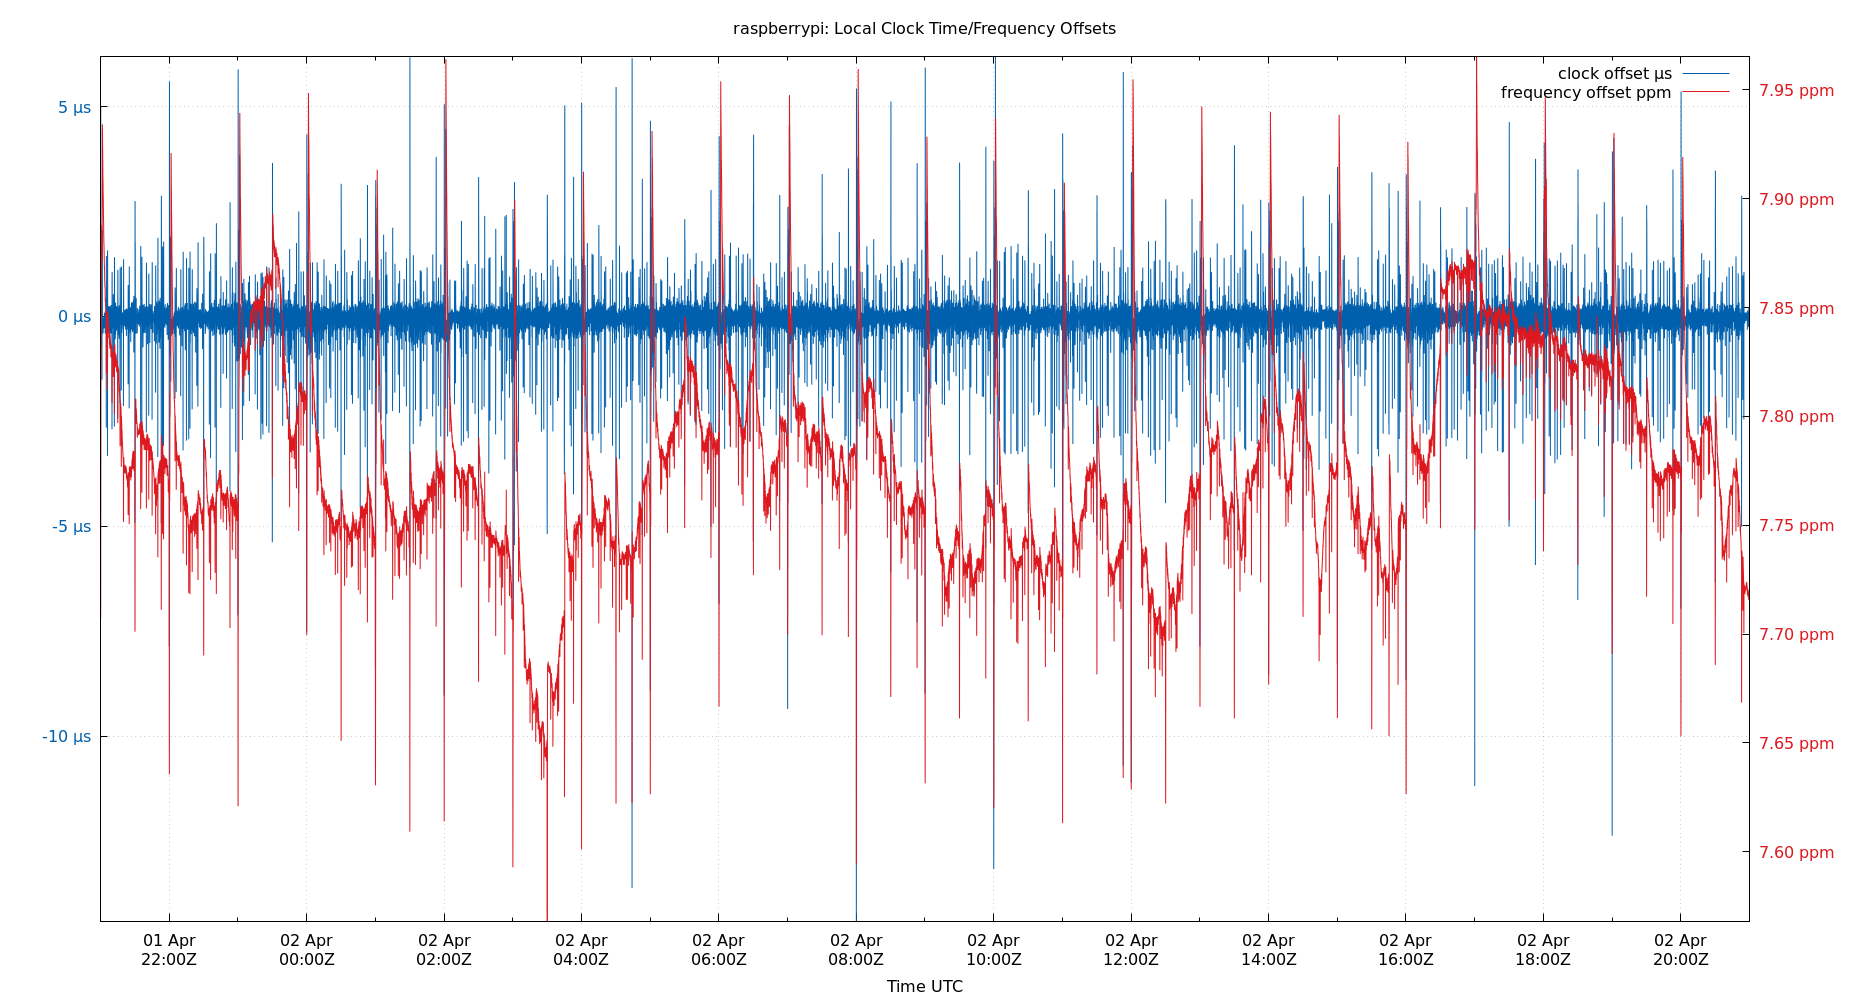 raspberrypi: Local Clock Time/Frequency Offsets
clock offset µs
frequency offset ppm
5 µs
0 µs
-5 µs
-10 µs
7.95 ppm
7.90 ppm
7.85 ppm
7.80 ppm
7.75 ppm
7.70 ppm
7.65 ppm
7.60 ppm
01 Apr 02 Apr 02 Apr 02 Apr 02 Apr 02 Apr 02 Apr 02 Apr 02 Apr 02 Apr 02 Apr 02 Apr
22:00Z 00:00Z 02:00Z 04:00Z 06:00Z 08:00Z 10:00Z 12:00Z 14:00Z 16:00Z 18:00Z 20:00Z
Time UTC